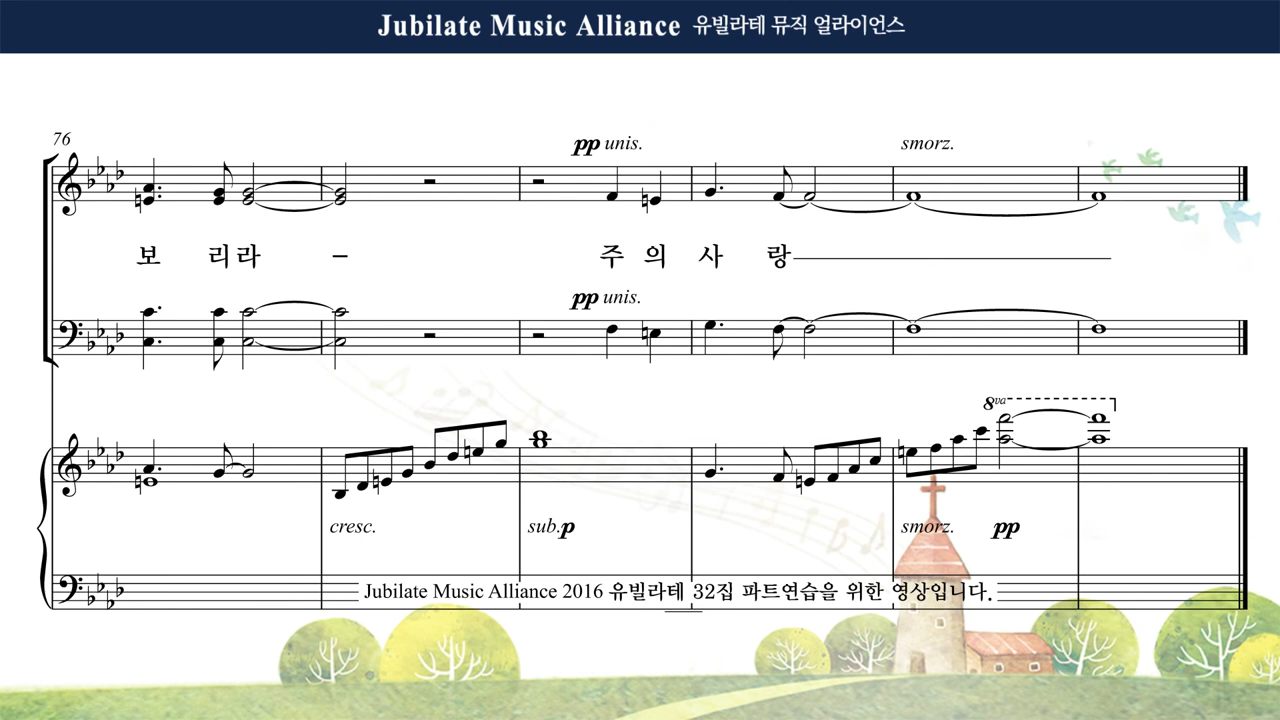 Jubilate Music Alliance 유빌라테 뮤직 얼라이언스
76
pp unis.
smorz.
보 리 라 - 주 의 사 랑
pp unis.
8va
cresc.
sub.p
smorz.
pp
Jubilate Music Alliance 2016 유빌라테 32집 파트연습을 위한 영상입니다.